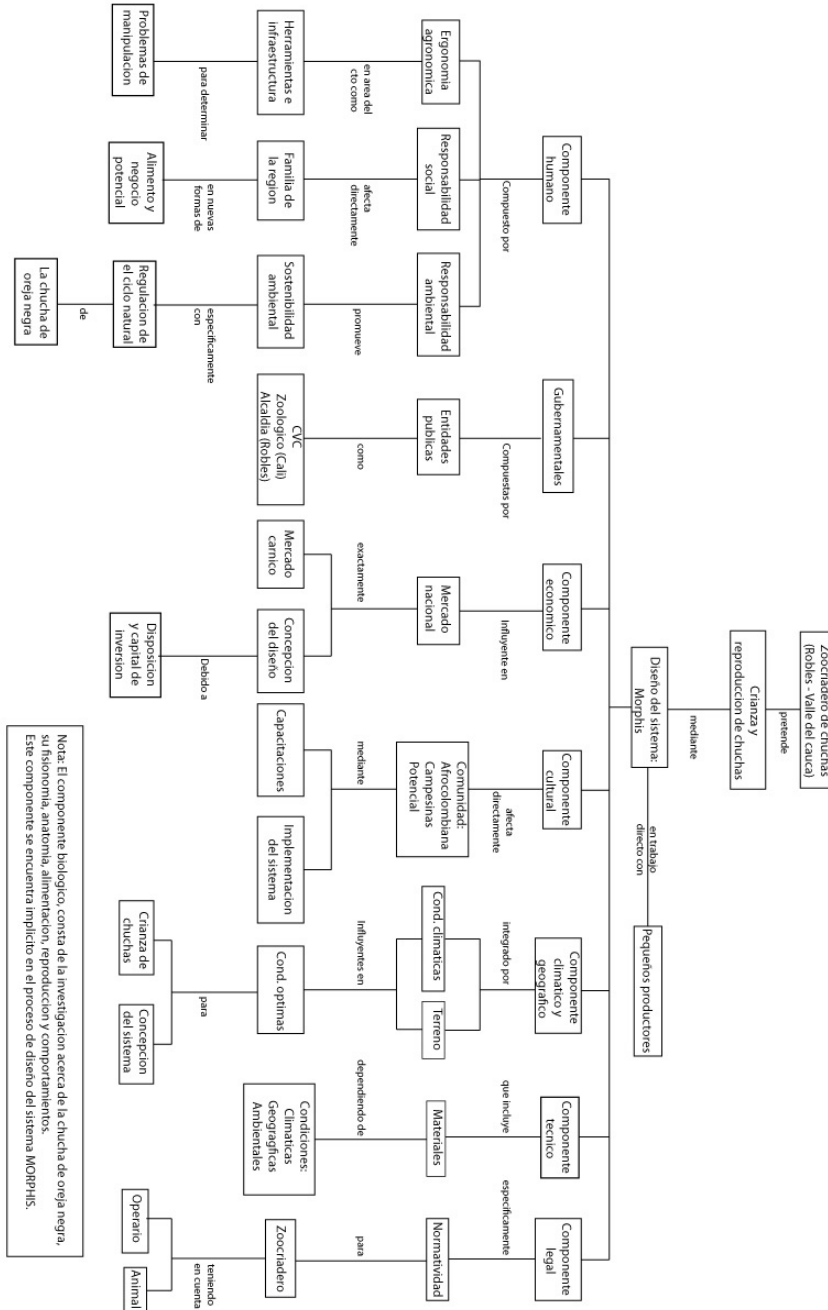 Zoocriadero de chuchas
(Robles - Valle del cauca)
pretende
Crianza y
reproduccion de chuchas
mediante
Diseño del sistema:
Morphis
en trabajo
directo con
Pequeños productores
Componente
humano
Gubernamentales
Componente
economico
Componente
cultural
Componente
climatico y
geografico
Componente
tecnico
Componente
legal
Compuesto por
Compuestas por
Influyente en
afecta
directamente
integrado por
que incluye
especificamente
Ergonomia
agronomica
Responsabilidad
social
Responsabilidad
ambiental
Entidades
publicas
Mercado
nacional
Comunidad:
Afrocolombiana
Campesinas
Potencial
Cond. climaticas
Terreno
Materiales
Normatividad
en area del
cto como
afecta
directamente
promueve
como
exactamente
mediante
Influyentes en
dependiendo de
para
Herramientas e
infraestructura
Familia de
la region
Sostenibilidad
ambiental
CVC
Zoologico (Cali)
Alcaldia (Robles)
Mercado
carnico
Concepcion
del diseño
Capacitaciones
Implementacion
del sistema
Cond. optimas
Condiciones:
Climaticas
Geogragficas
Ambientales
Zoocriadero
para determinar
en nuevas
formas de
especificamente
con
Debido a
para
teniendo
en cuenta
Problemas de
manipulacion
Alimento y
negocio
potencial
Regulacion de
el ciclo natural
Disposicion
y capital de
inversion
Crianza de
chuchas
Concepcion
del sistema
Operario
Animal
de
La chucha de
oreja negra
Nota: El componente biologico, consta de la investigacion acerca de la chucha de oreja negra,
su fisionomia, anatomia, alimentacion, reproduccion y comportamientos.
Este componente se encuentra implicito en el proceso de diseño del sistema MORPHIS.